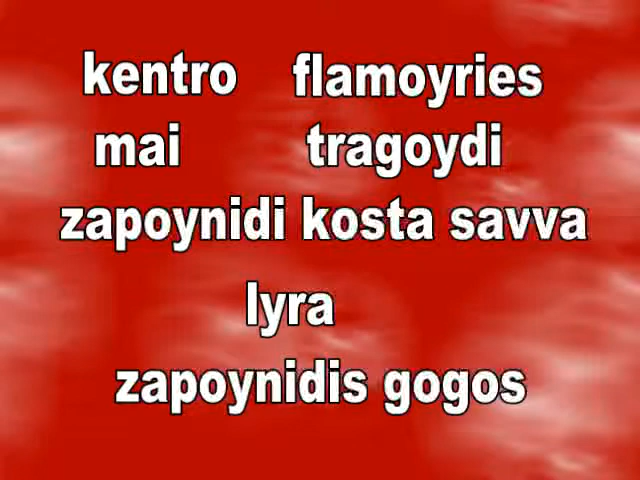 kentro flamoyries
mai tragoydi
zapoynidi kosta savva
lyra
zapoynidis gogos